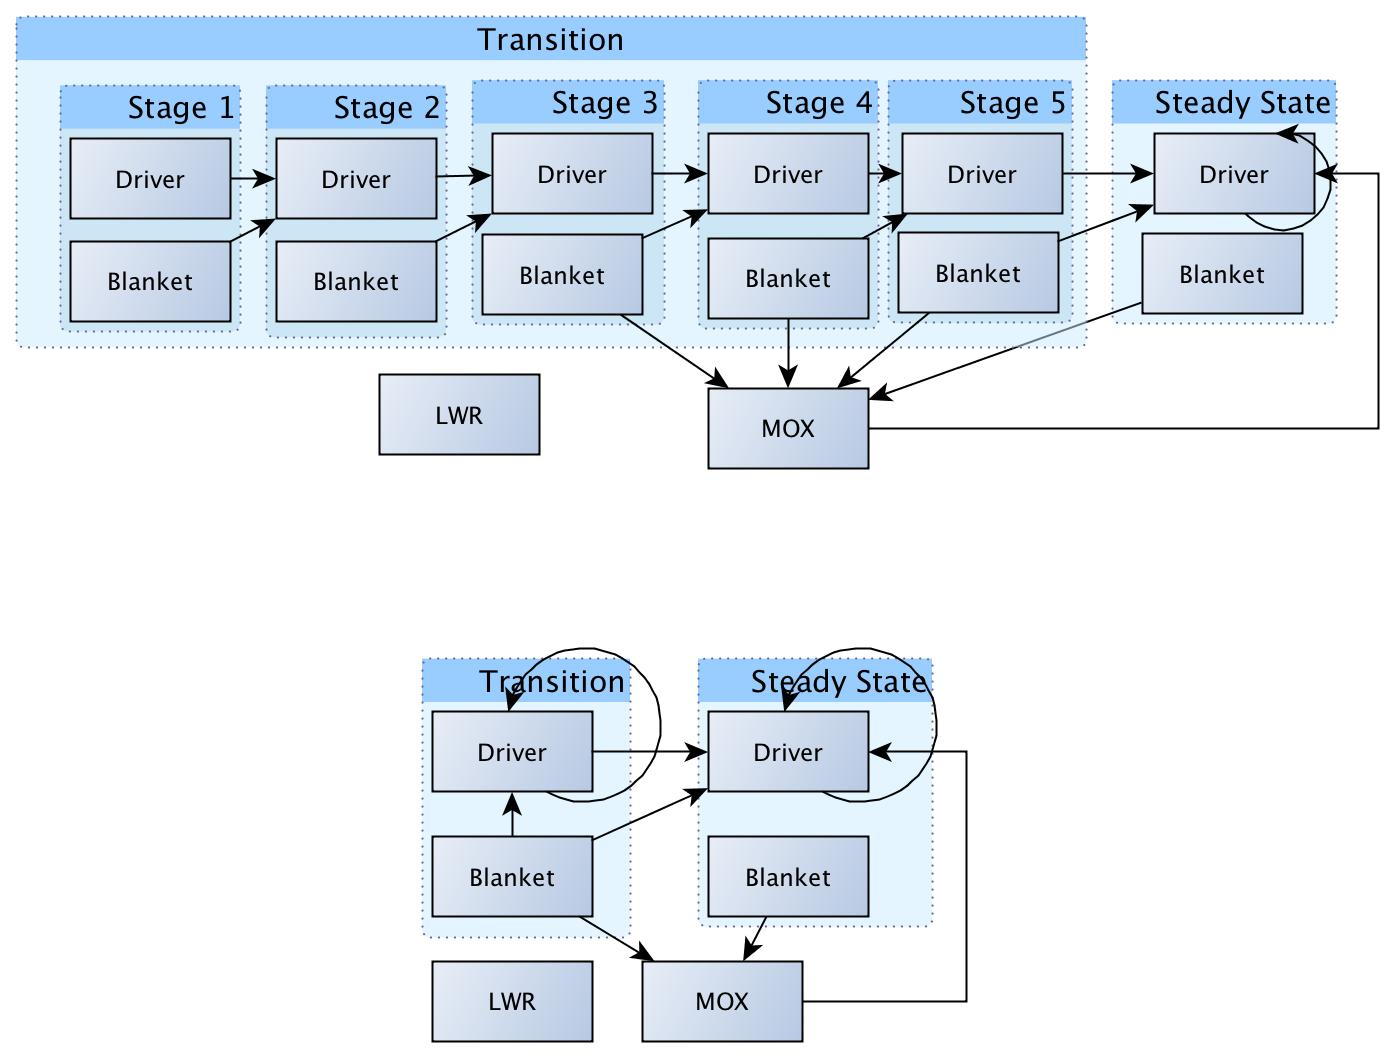 Transition
Stage 1
Stage 2
Stage 3
Stage 4
Stage 5
Steady State
Driver
Driver
Driver
Driver
Driver
Driver
Blanket
Blanket
Blanket
Blanket
Blanket
Blanket
LWR
MOX
Transition
Steady State
Driver
Driver
Blanket
Blanket
LWR
MOX